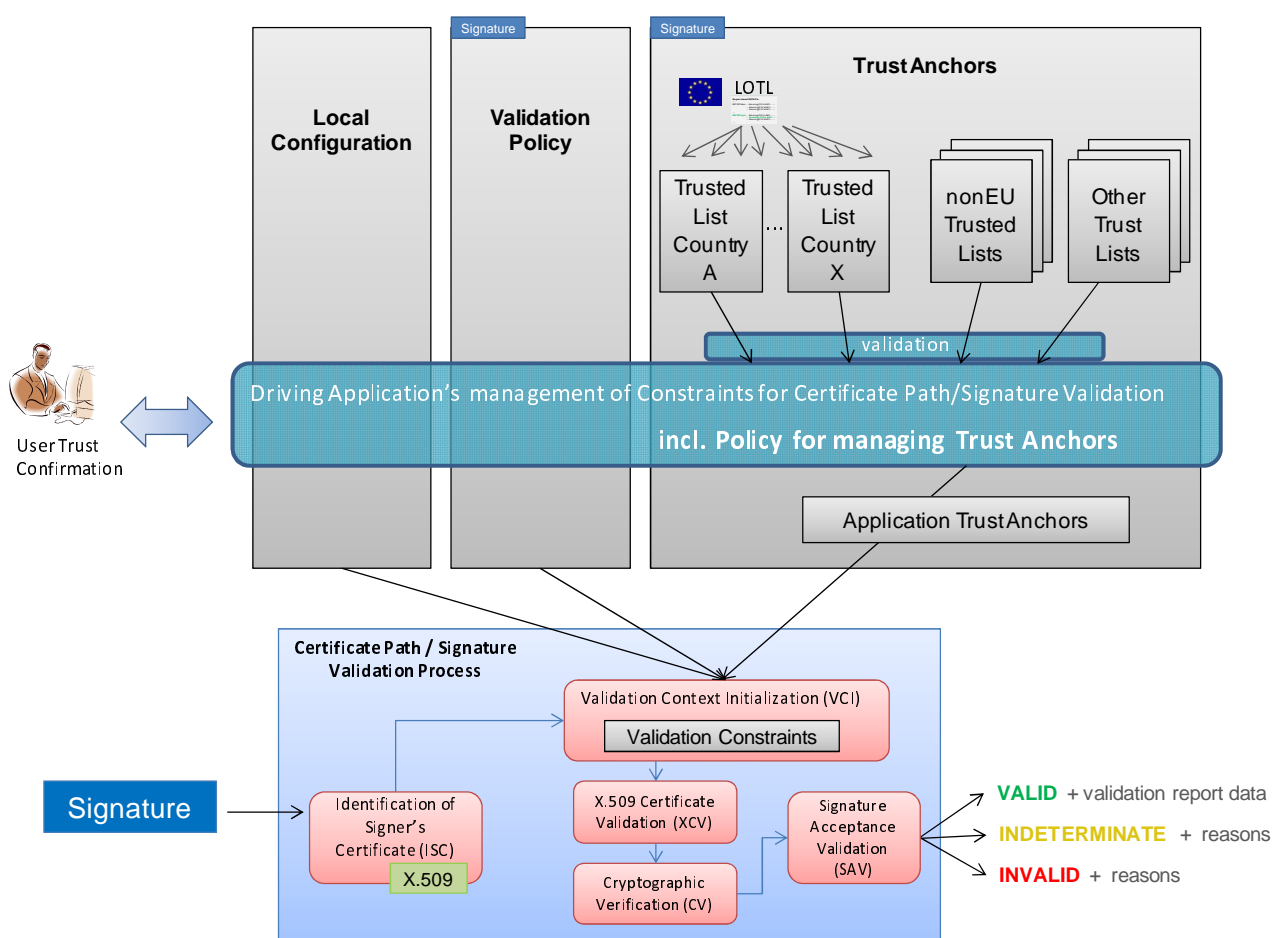 Signature
Signature
Trust Anchors
LOTL
Local
Configuration
Validation
Policy
Trusted
List
Country
A
...
Trusted
List
Country
X
nonEU
Trusted
Lists
Other
Trust
Lists
validation
Driving Application's management of Constraints for Certificate Path/Signature Validation
incl. Policy for managing Trust Anchors
User Trust
Confirmation
Application Trust Anchors
Certificate Path / Signature
Validation Process
Validation Context Initialization (VCI)
Validation Constraints
Signature
Identification of
Signer's
Certificate (ISC)
X.509
X.509 Certificate
Validation (XCV)
Cryptographic
Verification (CV)
Signature
Acceptance
Validation
(SAV)
VALID + validation report data
INDETERMINATE + reasons
INVALID + reasons